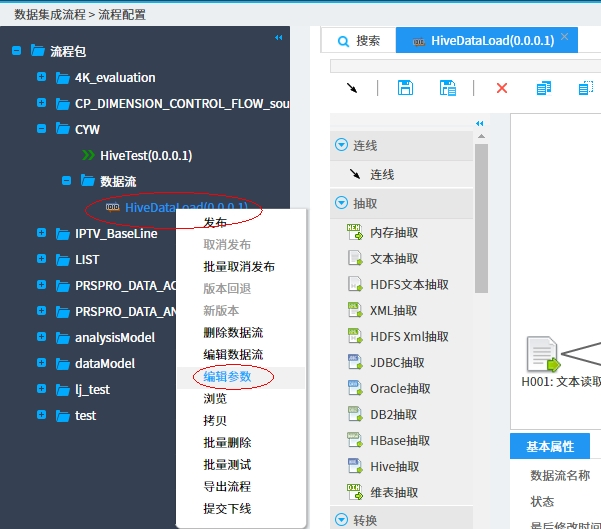 数据集成流程 > 流程配置
流程包
4K_evaluation
CP_DIMENSION_CONTROL_FLOW_sou
CYW
HiveTest(0.0.0.1)
数据流
HiveDataLoad(0.0.0.1)
IPTV_BaseLine
LIST
PRSPRO_DATA_AC
PRSPRO_DATA_AN
analysisModel
dataModel
lj_test
test
发布
取消发布
批量取消发布
版本回退
新版本
删除数据流
编辑数据流
编辑参数
浏览
拷贝
批量删除
批量测试
导出流程
提交下线
搜索
HiveDataLoad(0.0.0.1)
连线
连线
抽取
内存抽取
文本抽取
HDFS文本抽取
XML抽取
HDFS Xml抽取
JDBC抽取
Oracle抽取
DB2抽取
HBase抽取
Hive抽取
维表抽取
转换
H001: 文本读取
基本属性
数据流名称
状态
最后修改时间